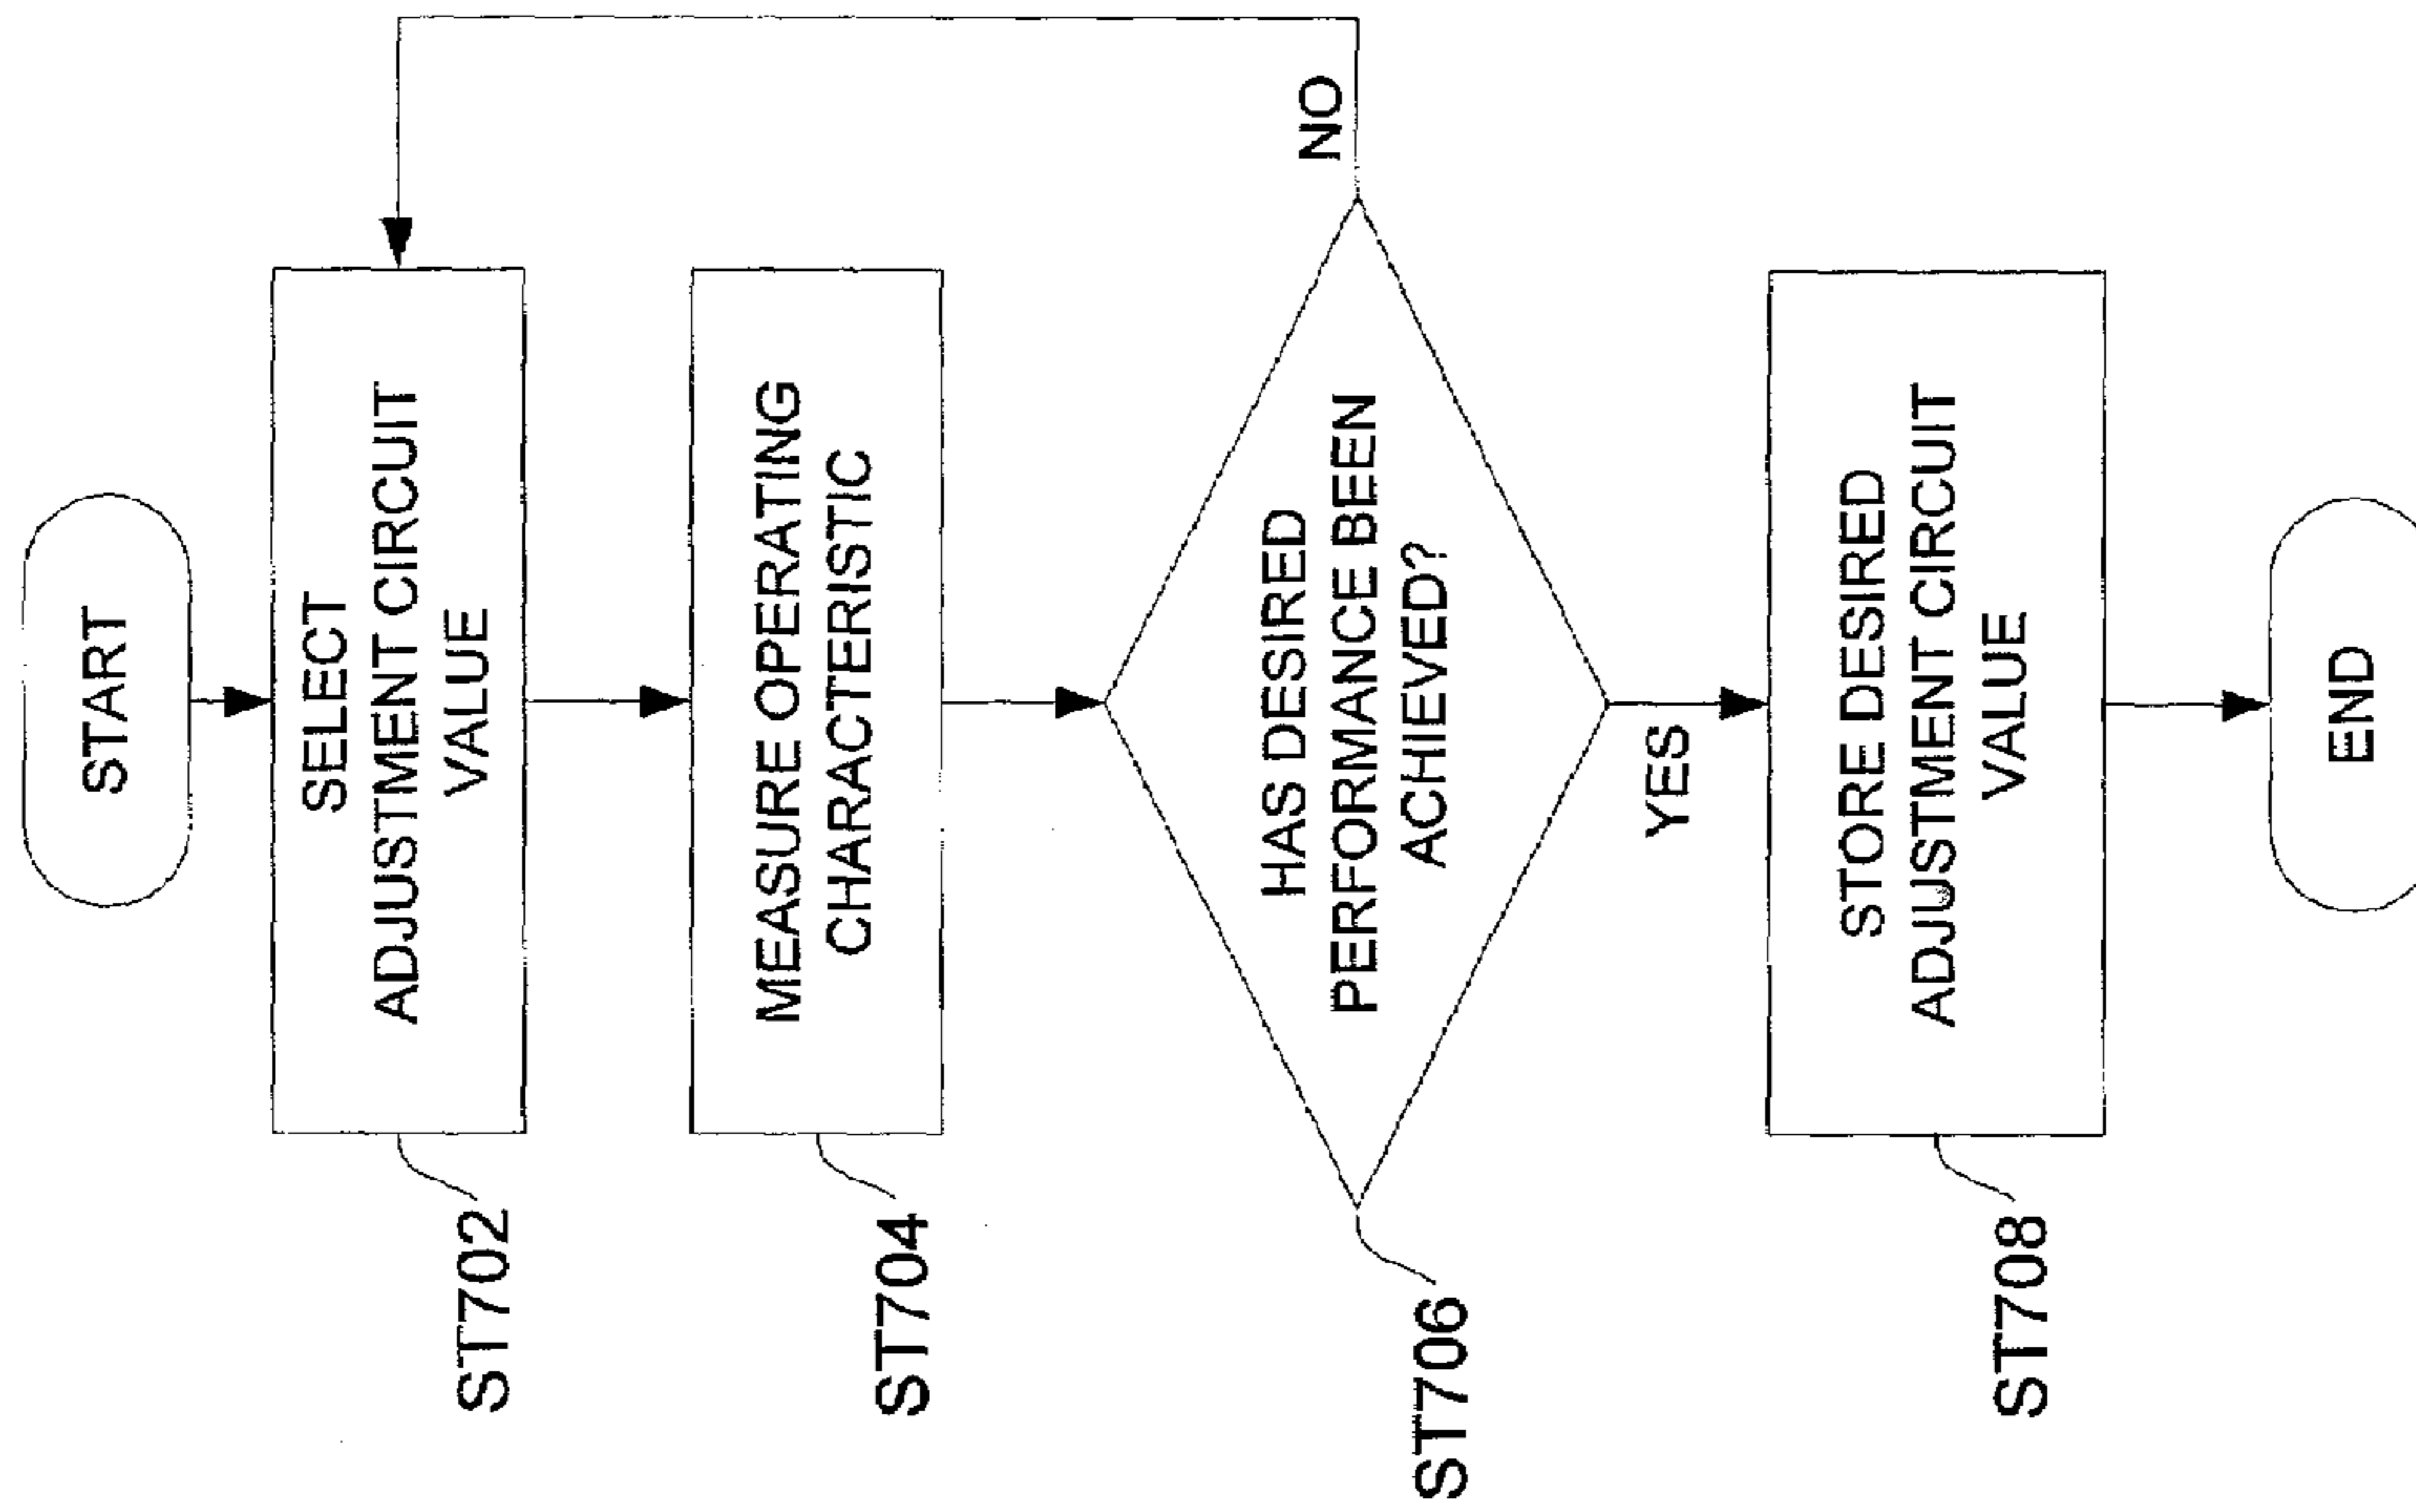 START
SELECT
ADJUSTMENT CIRCUIT
VALUE
ST702
MEASURE OPERATING
CHARACTERISTIC
ST704
HAS DESIRED
PERFORMANCE BEEN
ACHIEVED?
NO
ST706
YES
STORE DESIRED
ADJUSTMENT CIRCUIT
VALUE
ST708
END